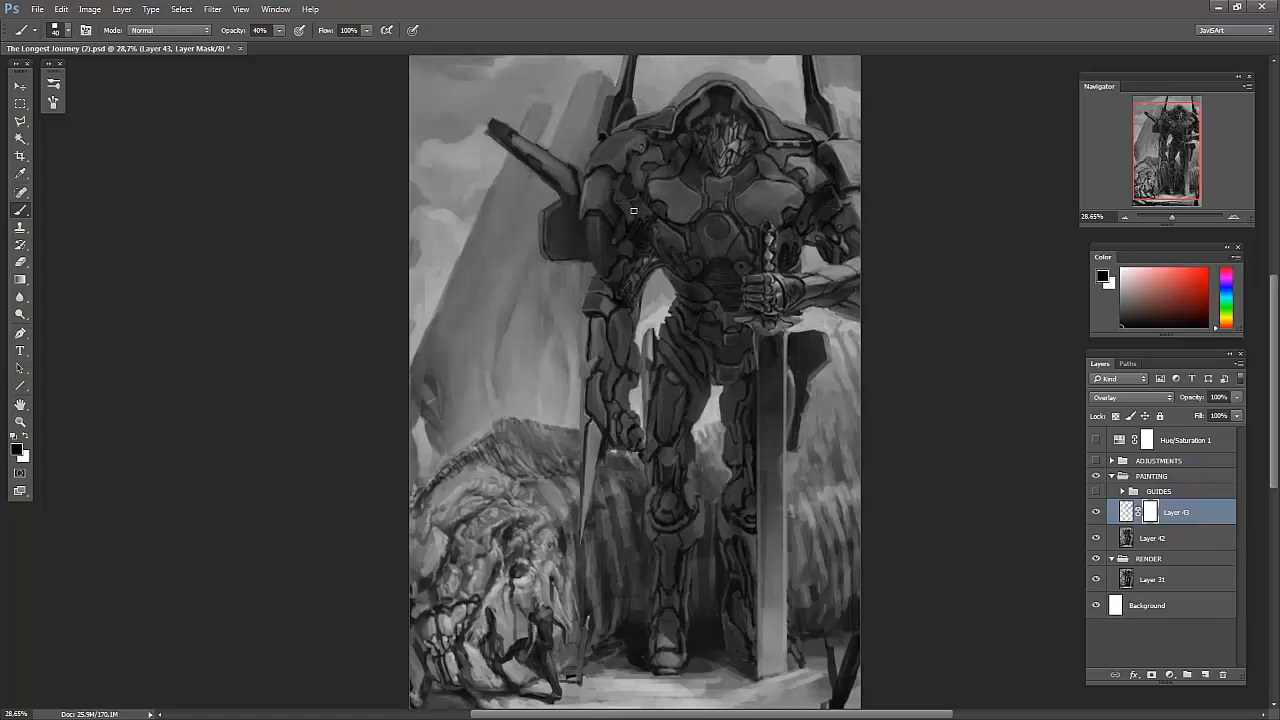 Ps File Edit Image Layer Type Select Filter View Window Help
40 Mode: Normal Opacity: 40% Flow: 100% JaviSArt
The Longest Journey (2).psd @ 28,7% (Layer 43, Layer Mask/8) *
Navigator
28,65%
Color
Layers Paths
Kind
Overlay Opacity: 100%
Lock: Fill: 100%
Hue/Saturation 1
ADJUSTMENTS
PAINTING
GUIDES
Layer 43
Layer 42
RENDER
Layer 31
Background
28,65% Doc: 25,9M/170,1M